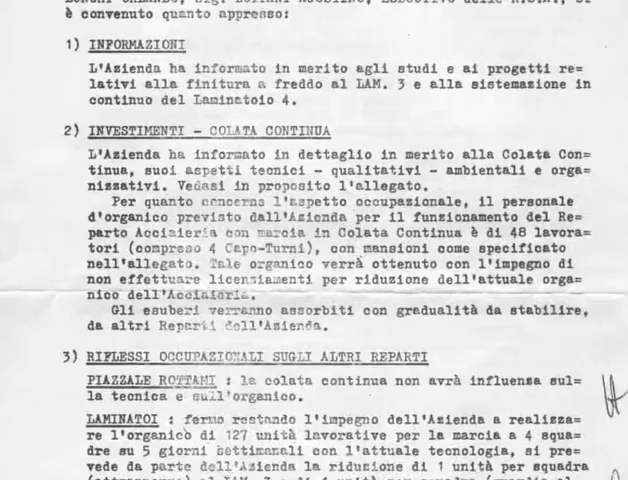 è convenuto quanto appresso:
1) INFORMAZIONI
L'Azienda ha informato in merito agli studi e ai progetti re=
lativi alla finitura a freddo al LAM. 3 e alla sistemazione in
continuo del Laminatoio 4.
2) INVESTIMENTI - COLATA CONTINUA
L'Azienda ha informato in dettaglio in merito alla Colata Con=
tinua, suoi aspetti tecnici - qualitativi - ambientali e orga=
nizzativi. Vedasi in proposito l'allegato.
Per quanto concerne l'aspetto occupazionale, il personale
d'organico previsto dall'Azienda per il funzionamento del Re=
parto Acciaieria con marcia in Colata Continua è di 48 lavora=
tori (compreso 4 Capo-Turni), con mansioni come specificato
nell'allegato. Tale organico verrà ottenuto con l'impegno di
non effettuare licenziamenti per riduzione dell'attuale orga=
nico dell'Acciaieria.
Gli esuberi verranno assorbiti con gradualità da stabilire,
da altri Reparti dell'Azienda.
3) RIFLESSI OCCUPAZIONALI SUGLI ALTRI REPARTI
PIAZZALE ROTTAMI : la colata continua non avrà influenza sul=
la tecnica e sull'organico.
LAMINATOI : fermo restando l'impegno dell'Azienda a realizza=
re l'organico di 127 unità lavorative per la marcia a 4 squa=
dre su 5 giorni settimanali con l'attuale tecnologia, si pre=
vede da parte dell'Azienda la riduzione di 1 unità per squadra